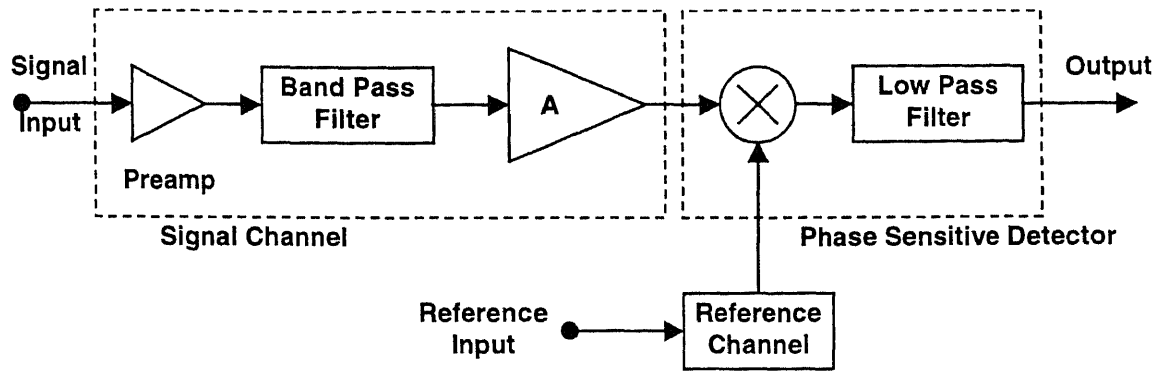 Signal
Input
Preamp
Band Pass
Filter
A
Signal Channel
Low Pass
Filter
Output
Phase Sensitive Detector
Reference
Input
Reference
Channel